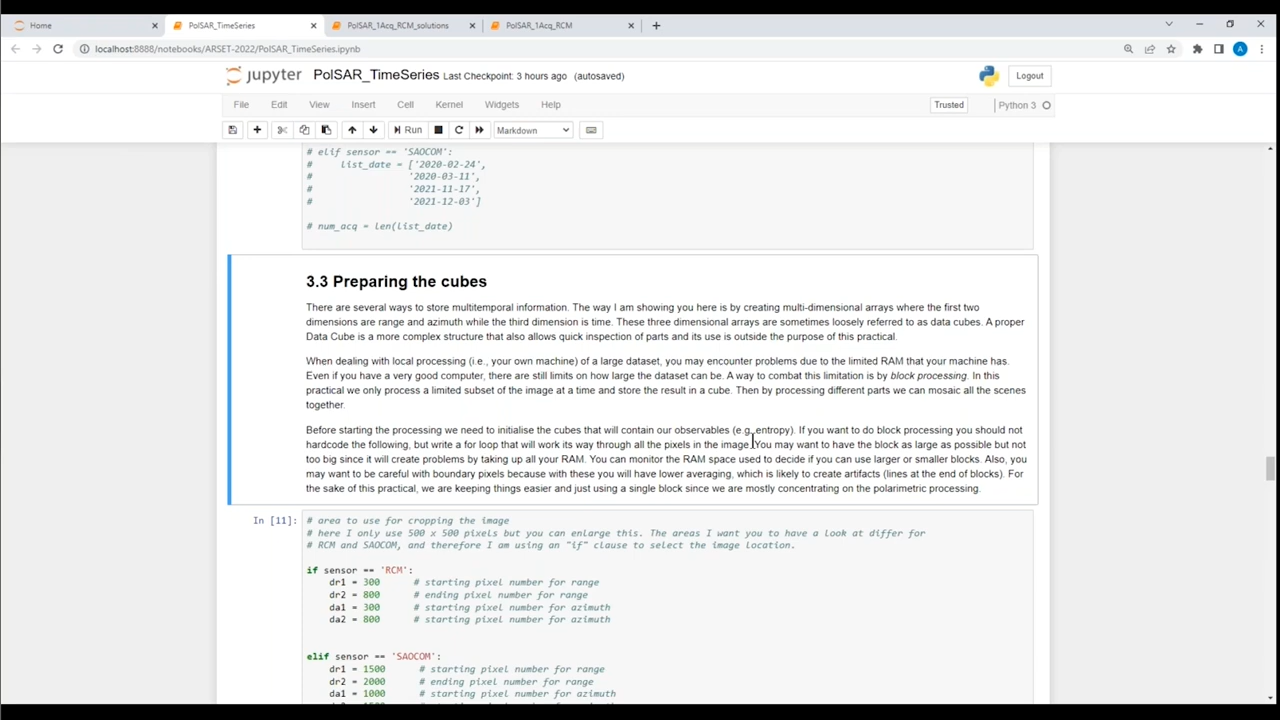 Home
PolSAR_TimeSeries
PolSAR_1Acq_RCM_solutions
PolSAR_1Acq_RCM
localhost:8888/notebooks/ARSET-2022/PolSAR_TimeSeries.ipynb
A
jupyter PolSAR_TimeSeries Last Checkpoint: 3 hours ago (autosaved)
Logout
File Edit View Insert Cell Kernel Widgets Help
Trusted Python 3
Run Markdown
# elif sensor == 'SAOCOM':
#     list_date = ['2020-02-24',
#                  '2020-03-11',
#                  '2021-11-17',
#                  '2021-12-03']
# num_acq = len(list_date)
3.3 Preparing the cubes
There are several ways to store multitemporal information. The way I am showing you here is by creating multi-dimensional arrays where the first two
dimensions are range and azimuth while the third dimension is time. These three dimensional arrays are sometimes loosely referred to as data cubes. A proper
Data Cube is a more complex structure that also allows quick inspection of parts and its use is outside the purpose of this practical.
When dealing with local processing (i.e., your own machine) of a large dataset, you may encounter problems due to the limited RAM that your machine has.
Even if you have a very good computer, there are still limits on how large the dataset can be. A way to combat this limitation is by block processing. In this
practical we only process a limited subset of the image at a time and store the result in a cube. Then by processing different parts we can mosaic all the scenes
together.
Before starting the processing we need to initialise the cubes that will contain our observables (e.g. entropy). If you want to do block processing you should not
hardcode the following, but write a for loop that will work its way through all the pixels in the image. You may want to have the block as large as possible but not
too big since it will create problems by taking up all your RAM. You can monitor the RAM space used to decide if you can use larger or smaller blocks. Also, you
may want to be careful with boundary pixels because with these you will have lower averaging, which is likely to create artifacts (lines at the end of blocks). For
the sake of this practical, we are keeping things easier and just using a single block since we are mostly concentrating on the polarimetric processing.
In [11]:
# area to use for cropping the image
# here I only use 500 x 500 pixels but you can enlarge this. The areas I want you to have a look at differ for
# RCM and SAOCOM, and therefore I am using an "if" clause to select the image location.
if sensor == 'RCM':
dr1 = 300     # starting pixel number for range
dr2 = 800     # ending pixel number for range
da1 = 300     # starting pixel number for azimuth
da2 = 800     # starting pixel number for azimuth
elif sensor == 'SAOCOM':
dr1 = 1500     # starting pixel number for range
dr2 = 2000     # ending pixel number for range
da1 = 1000     # starting pixel number for azimuth